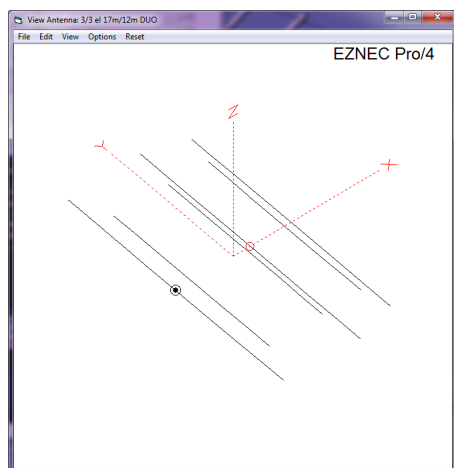 View Antenna: 3/3 el 17m/12m DUO
File Edit View Options Reset
EZNEC Pro/4
Z
Y
X